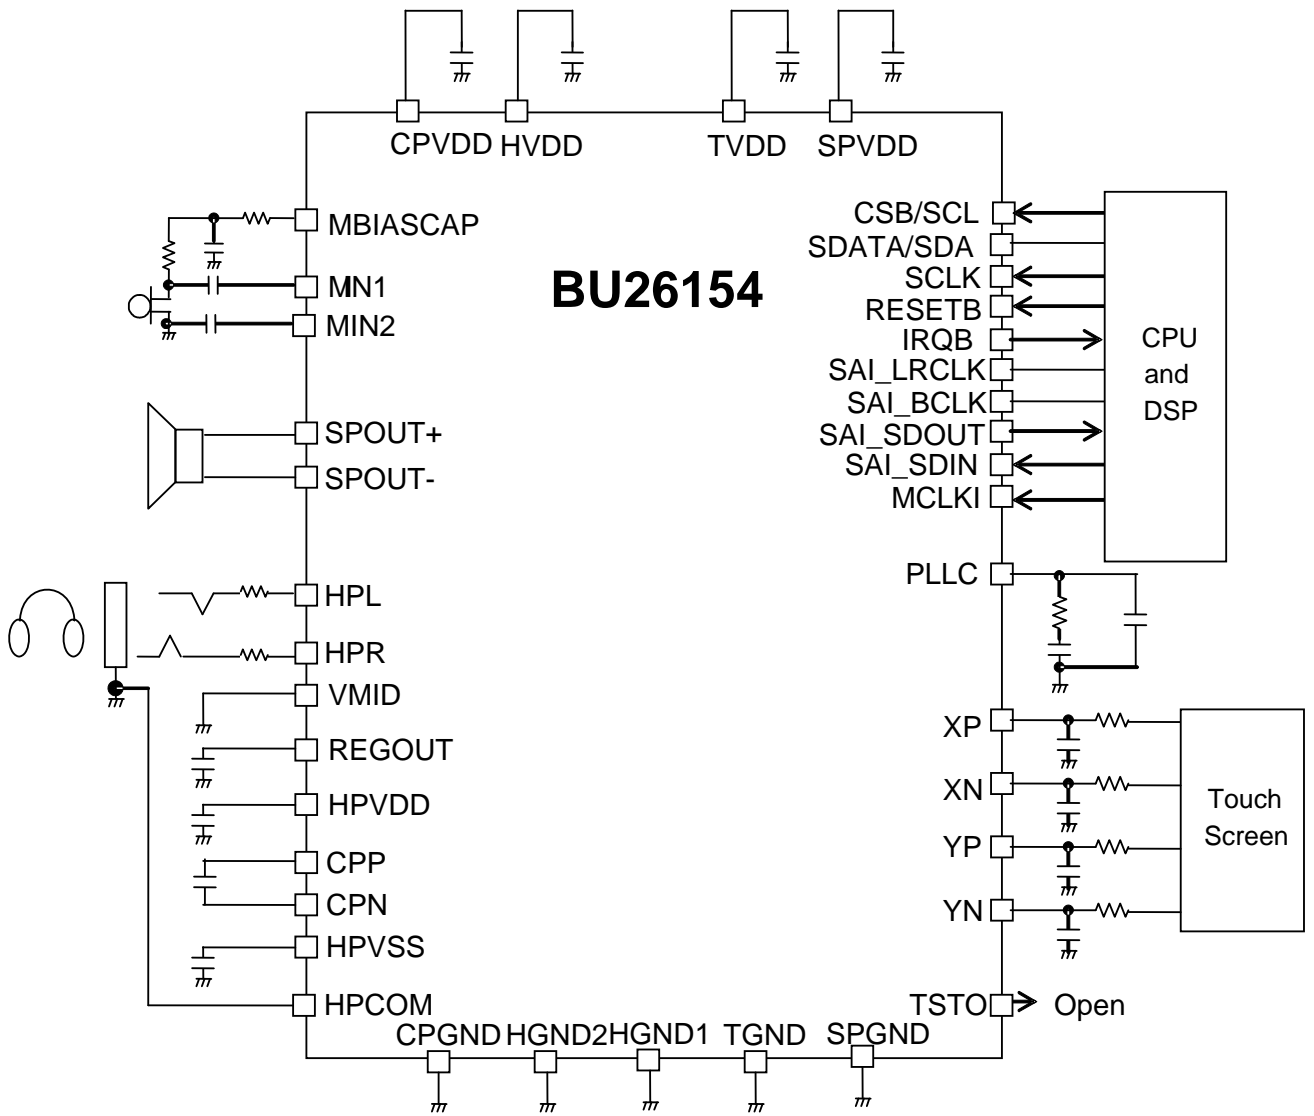 CPVDD HVDD TVDD SPVDD
MBIASCAP
MIN1
MIN2
SPOUT+
SPOUT-
HPL
HPR
VMID
REGOUT
HPVDD
CPP
CPN
HPVSS
HPCOM
BU26154
CSB/SCL
SDATA/SDA
SCLK
RESETB
IRQB
SAI_LRCLK
SAI_BCLK
SAI_SDOUT
SAI_SDIN
MCLKI
CPU
and
DSP
PLLC
XP
XN
YP
YN
Touch
Screen
TSTO Open
CPGND HGND2 HGND1 TGND SPGND